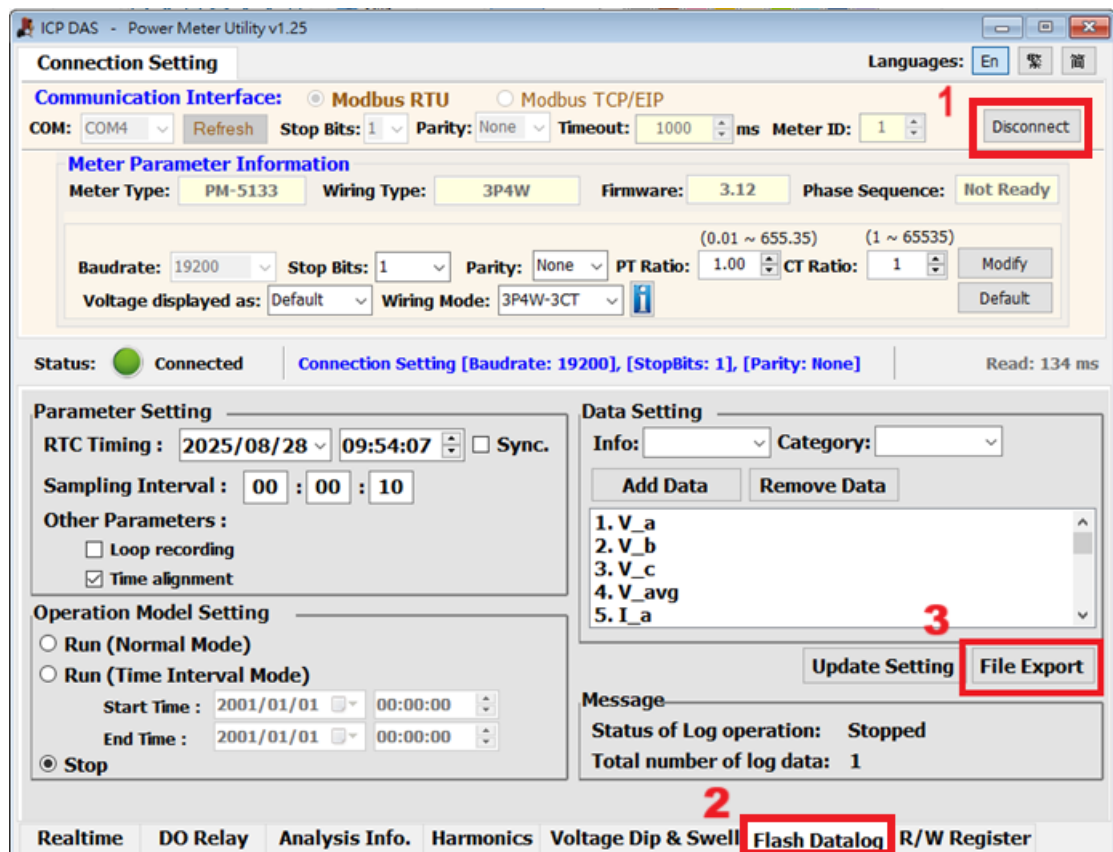 ICP DAS - Power Meter Utility v1.25
Connection Setting
Languages: En 繁 简
Communication Interface: Modbus RTU Modbus TCP/EIP
1
COM: COM4 Refresh Stop Bits: 1 Parity: None Timeout: 1000 ms Meter ID: 1 Disconnect
Meter Parameter Information
Meter Type: PM-5133 Wiring Type: 3P4W Firmware: 3.12 Phase Sequence: Not Ready
(0.01 ~ 655.35) (1 ~ 65535)
Baudrate: 19200 Stop Bits: 1 Parity: None PT Ratio: 1.00 CT Ratio: 1 Modify
Voltage displayed as: Default Wiring Mode: 3P4W-3CT i Default
Status: Connected Connection Setting [Baudrate: 19200], [StopBits: 1], [Parity: None] Read: 134 ms
Parameter Setting
RTC Timing : 2025/08/28 09:54:07 Sync.
Sampling Interval : 00 : 00 : 10
Other Parameters :
Loop recording
Time alignment
Operation Model Setting
Run (Normal Mode)
Run (Time Interval Mode)
Start Time : 2001/01/01 00:00:00
End Time : 2001/01/01 00:00:00
Stop
Data Setting
Info: Category:
Add Data Remove Data
1. V_a
2. V_b
3. V_c
4. V_avg
5. I_a
3
Update Setting File Export
Message
Status of Log operation: Stopped
Total number of log data: 1
2
Realtime DO Relay Analysis Info. Harmonics Voltage Dip & Swell Flash Datalog R/W Register